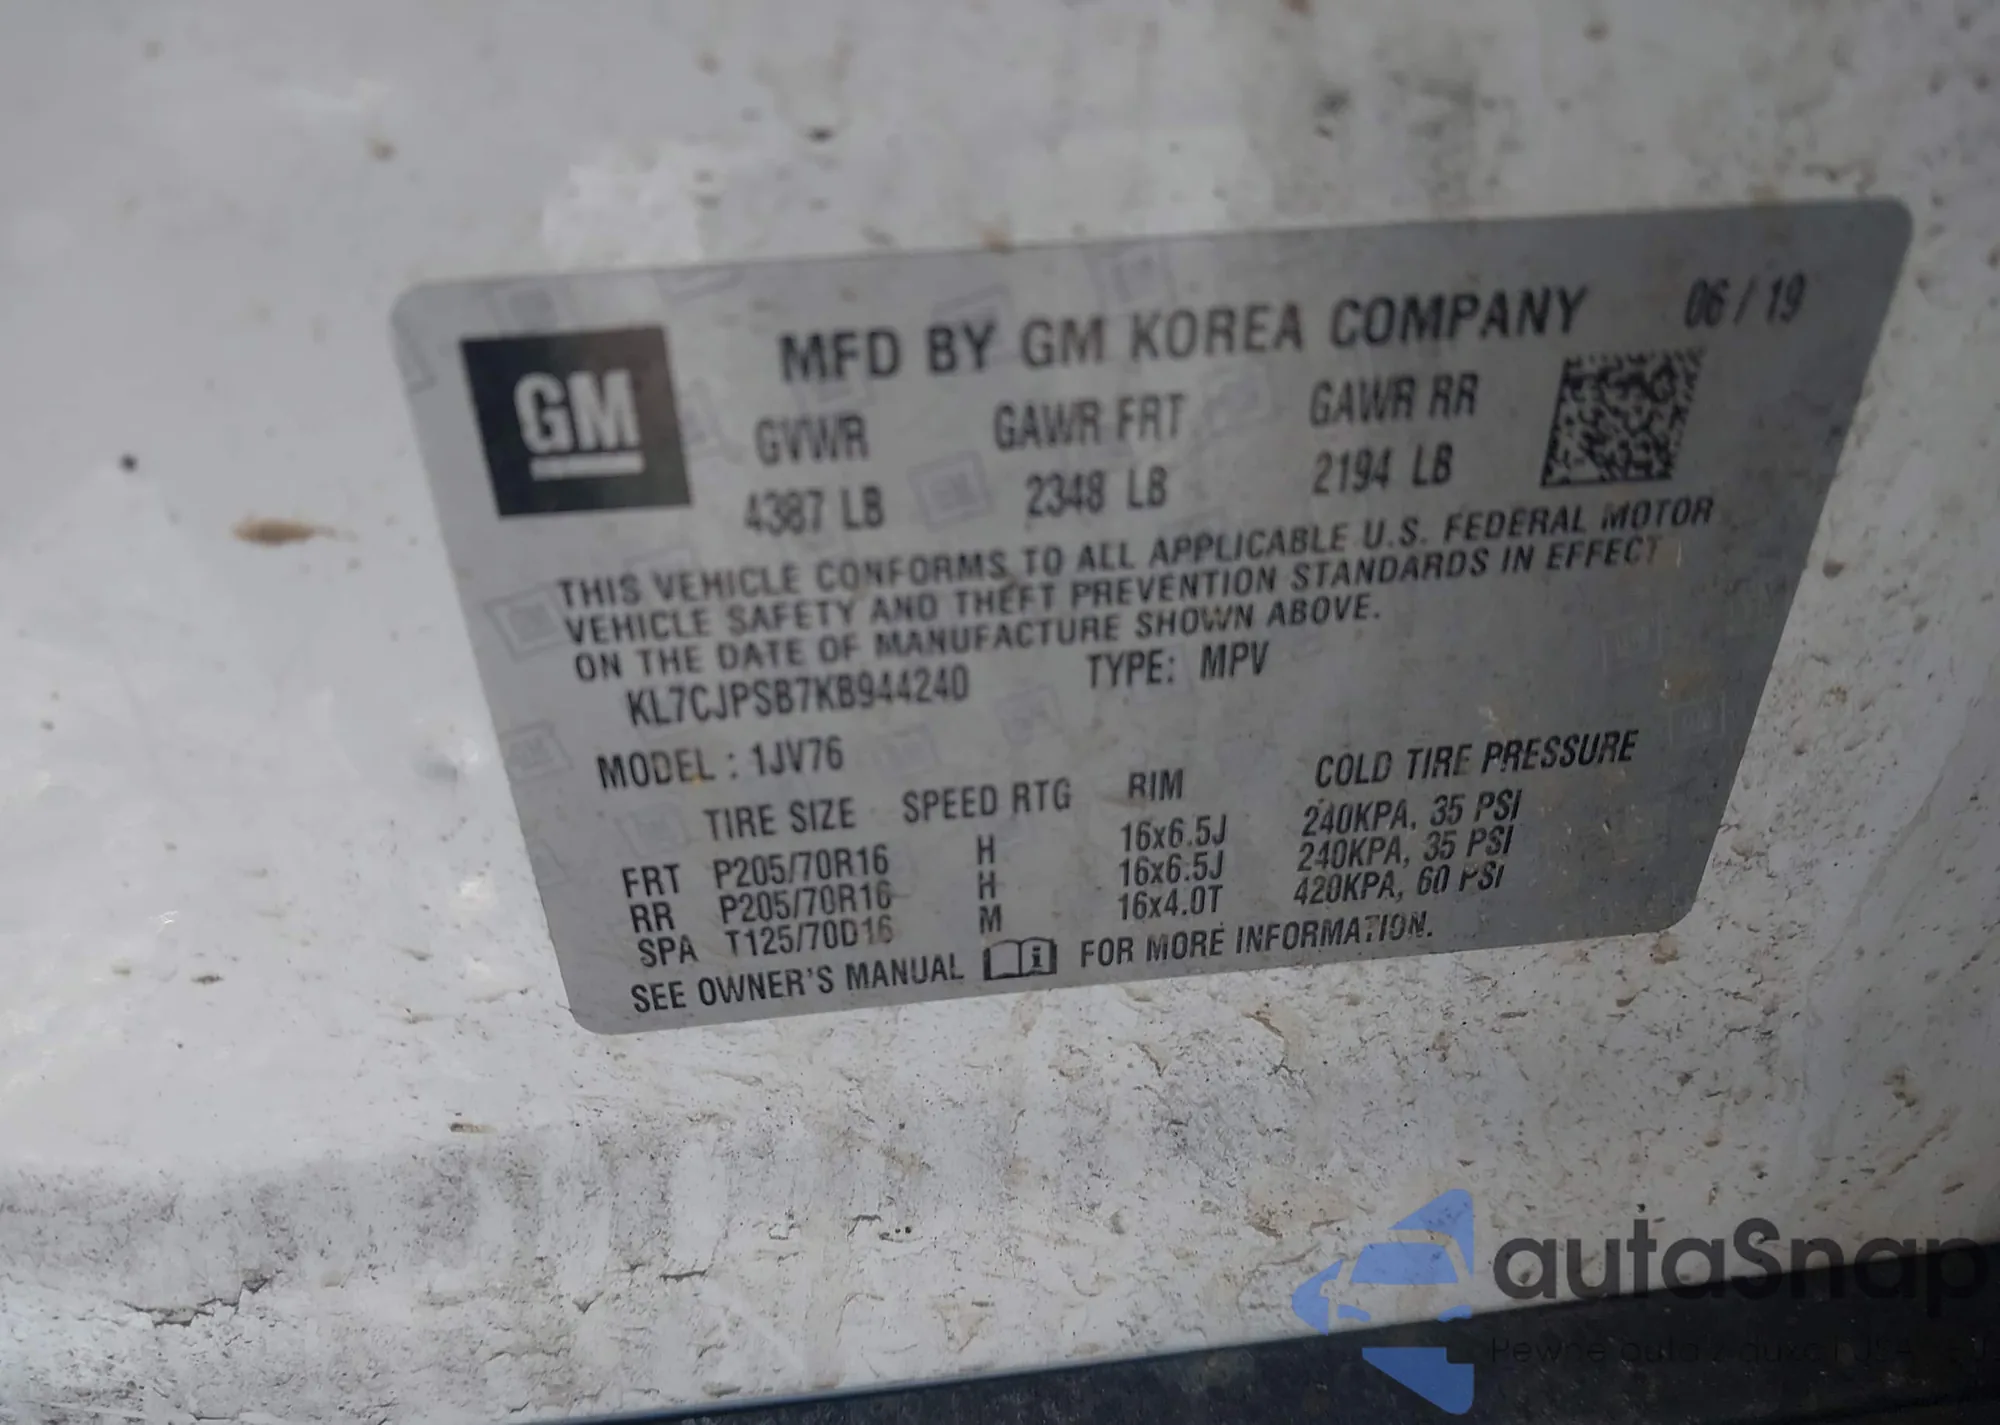 GM
MFD BY GM KOREA COMPANY 06 / 19
GVWR GAWR FRT GAWR RR
4387 LB 2348 LB 2194 LB
THIS VEHICLE CONFORMS TO ALL APPLICABLE U.S. FEDERAL MOTOR
VEHICLE SAFETY AND THEFT PREVENTION STANDARDS IN EFFECT
ON THE DATE OF MANUFACTURE SHOWN ABOVE.
KL7CJPSB7KB944240 TYPE: MPV
MODEL : 1JV76
TIRE SIZE SPEED RTG RIM COLD TIRE PRESSURE
FRT P205/70R16 H 16x6.5J 240KPA, 35 PSI
RR P205/70R16 H 16x6.5J 240KPA, 35 PSI
SPA T125/70D16 M 16x4.0T 420KPA, 60 PSI
SEE OWNER'S MANUAL FOR MORE INFORMATION.
autaSnap
Pewne auta z